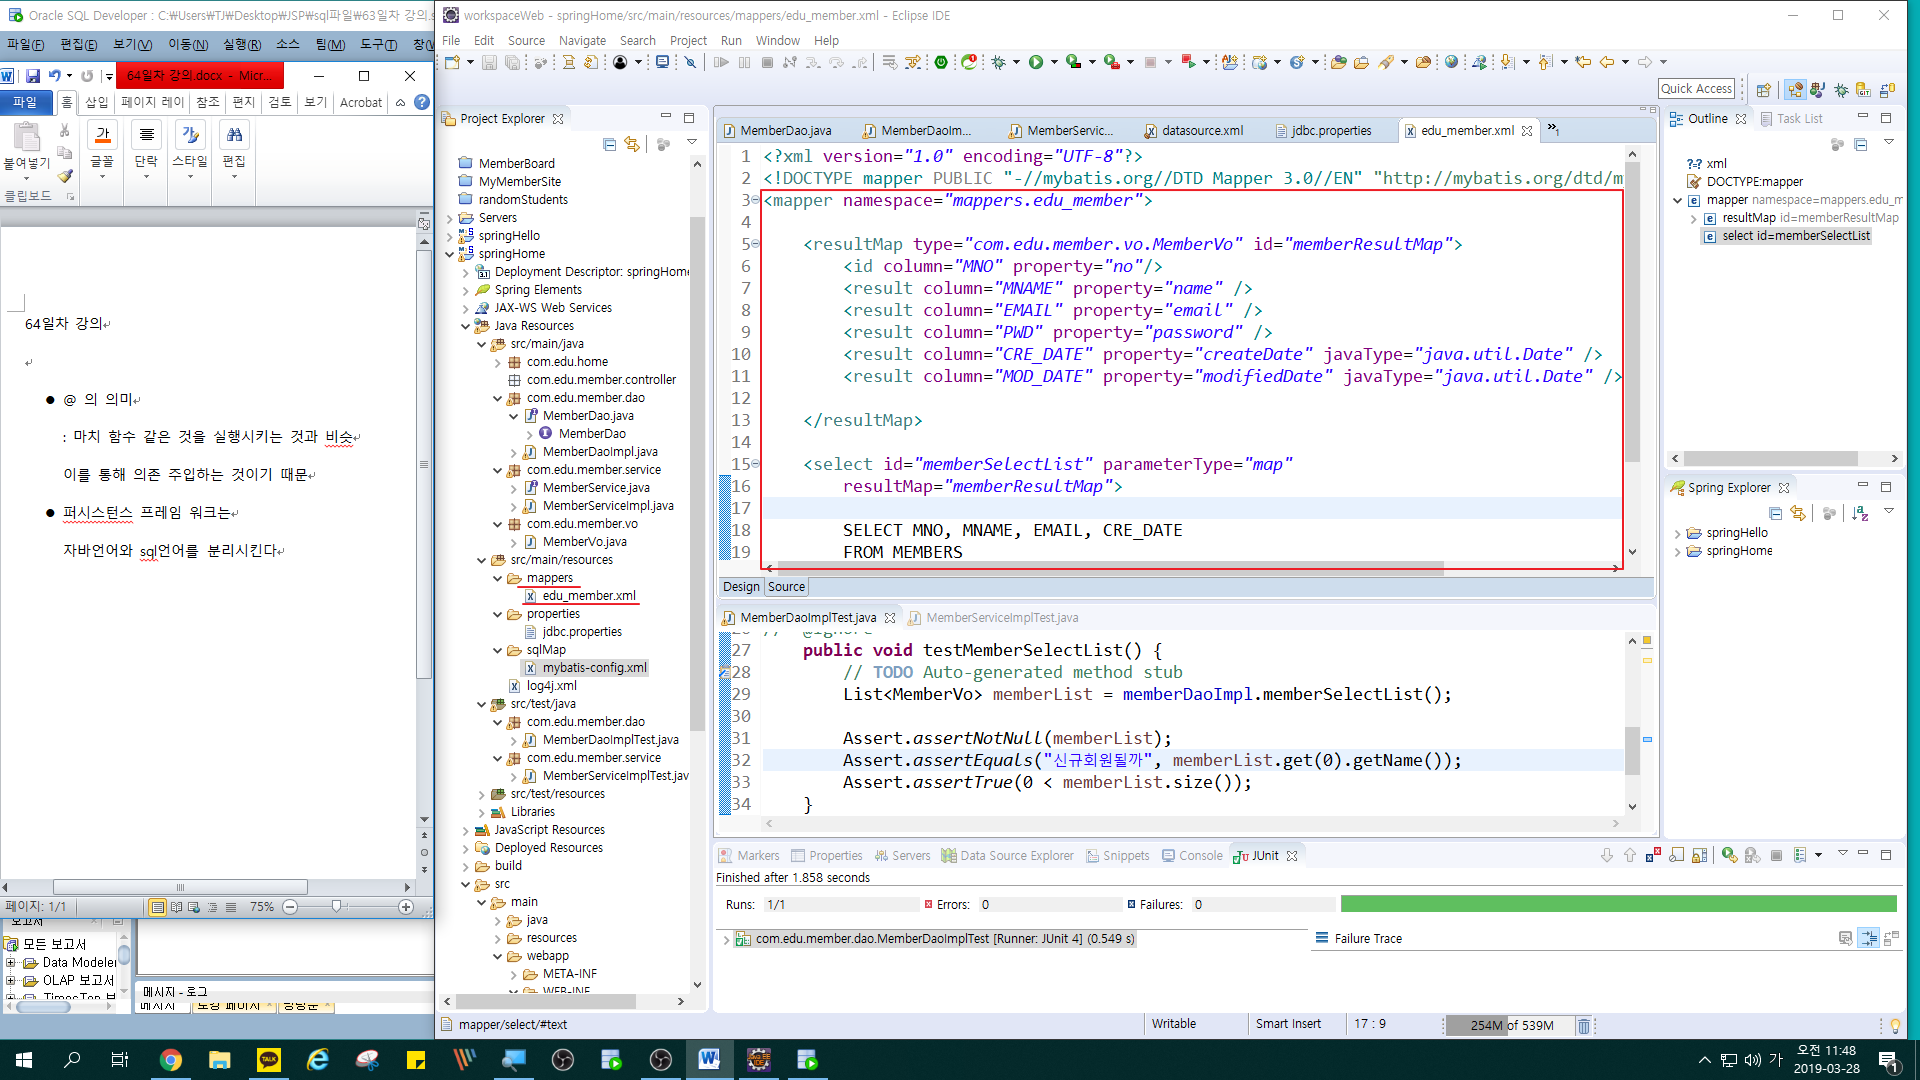 Oracle SQL Developer : C:₩Users₩TJ₩Desktop₩JSP₩sql파일₩63일차 강의.s
파일(F) 편집(E) 보기(V) 이동(N) 실행(R) 소스 팀(M) 도구(T) 창(W
64일차 강의.docx - Micr...
파일 홈 삽입 페이지 레이 참조 편지 검토 보기 Acrobat
붙여넣기 글꼴 단락 스타일 편집
클립보드
64일차 강의
● @ 의 의미
: 마치 함수 같은 것을 실행시키는 것과 비슷
이를 통해 의존 주입하는 것이기 때문
● 퍼시스턴스 프레임 워크는
자바언어와 sql언어를 분리시킨다
페이지: 1/1 75%
보고서
모든 보고서
Data Modeler
OLAP 보고서
메시지 - 로그
메시지
workspaceWeb - springHome/src/main/resources/mappers/edu_member.xml - Eclipse IDE
File Edit Source Navigate Search Project Run Window Help
Quick Access
Project Explorer
MemberBoard
MyMemberSite
randomStudents
Servers
springHello
springHome
Deployment Descriptor: springHome
Spring Elements
JAX-WS Web Services
Java Resources
src/main/java
com.edu.home
com.edu.member.controller
com.edu.member.dao
MemberDao.java
MemberDao
MemberDaoImpl.java
com.edu.member.service
MemberService.java
MemberServiceImpl.java
com.edu.member.vo
MemberVo.java
src/main/resources
mappers
edu_member.xml
properties
jdbc.properties
sqlMap
mybatis-config.xml
log4j.xml
src/test/java
com.edu.member.dao
MemberDaoImplTest.java
com.edu.member.service
MemberServiceImplTest.jav
src/test/resources
Libraries
JavaScript Resources
Deployed Resources
build
src
main
java
resources
webapp
META-INF
WEB-INF
MemberDao.java MemberDaoIm... MemberServic... datasource.xml jdbc.properties edu_member.xml »1
1 <?xml version="1.0" encoding="UTF-8"?>
2 <!DOCTYPE mapper PUBLIC "-//mybatis.org//DTD Mapper 3.0//EN" "http://mybatis.org/dtd/m
3 <mapper namespace="mappers.edu_member">
4
5 <resultMap type="com.edu.member.vo.MemberVo" id="memberResultMap">
6 <id column="MNO" property="no"/>
7 <result column="MNAME" property="name" />
8 <result column="EMAIL" property="email" />
9 <result column="PWD" property="password" />
10 <result column="CRE_DATE" property="createDate" javaType="java.util.Date" />
11 <result column="MOD_DATE" property="modifiedDate" javaType="java.util.Date" />
12
13 </resultMap>
14
15 <select id="memberSelectList" parameterType="map"
16 resultMap="memberResultMap">
17
18 SELECT MNO, MNAME, EMAIL, CRE_DATE
19 FROM MEMBERS
Design Source
MemberDaoImplTest.java MemberServiceImplTest.java
26 // @Ignore
27 public void testMemberSelectList() {
28 // TODO Auto-generated method stub
29 List<MemberVo> memberList = memberDaoImpl.memberSelectList();
30
31 Assert.assertNotNull(memberList);
32 Assert.assertEquals("신규회원될까", memberList.get(0).getName());
33 Assert.assertTrue(0 < memberList.size());
34 }
Markers Properties Servers Data Source Explorer Snippets Console JUnit
Finished after 1.858 seconds
Runs: 1/1 Errors: 0 Failures: 0
com.edu.member.dao.MemberDaoImplTest [Runner: JUnit 4] (0.549 s)
Failure Trace
Outline Task List
xml
DOCTYPE:mapper
mapper namespace=mappers.edu_m
resultMap id=memberResultMap
select id=memberSelectList
Spring Explorer
springHello
springHome
mapper/select/#text Writable Smart Insert 17 : 9 254M of 539M
TALK
가
오전 11:48
2019-03-28
1